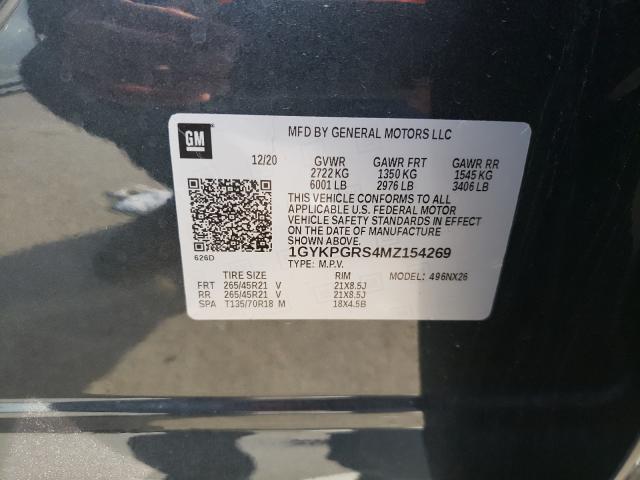 GM
MFD BY GENERAL MOTORS LLC
12/20 GVWR GAWR FRT GAWR RR
2722 KG 1350 KG 1545 KG
6001 LB 2976 LB 3406 LB
THIS VEHICLE CONFORMS TO ALL
APPLICABLE U.S. FEDERAL MOTOR
VEHICLE SAFETY STANDARDS IN EFFECT
ON THE DATE OF MANUFACTURE
SHOWN ABOVE.
626D 1GYKPGRS4MZ154269
TYPE: M.P.V.
TIRE SIZE RIM MODEL: 496NX26
FRT 265/45R21 V 21X8.5J
RR 265/45R21 V 21X8.5J
SPA T135/70R18 M 18X4.5B